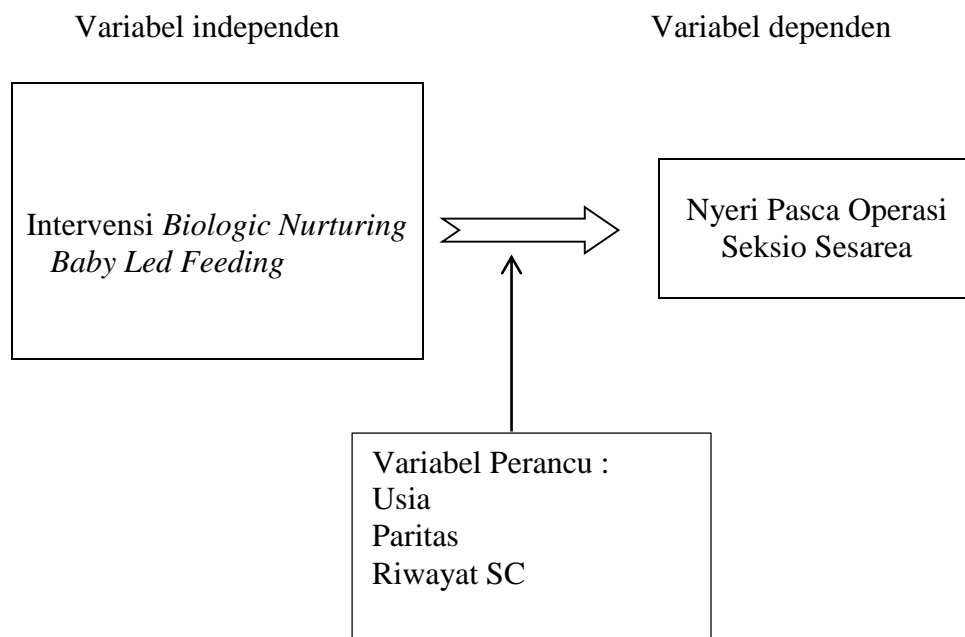 Variabel independen
Variabel dependen
Intervensi Biologic Nurturing
Baby Led Feeding
Nyeri Pasca Operasi
Seksio Sesarea
Variabel Perancu :
Usia
Paritas
Riwayat SC